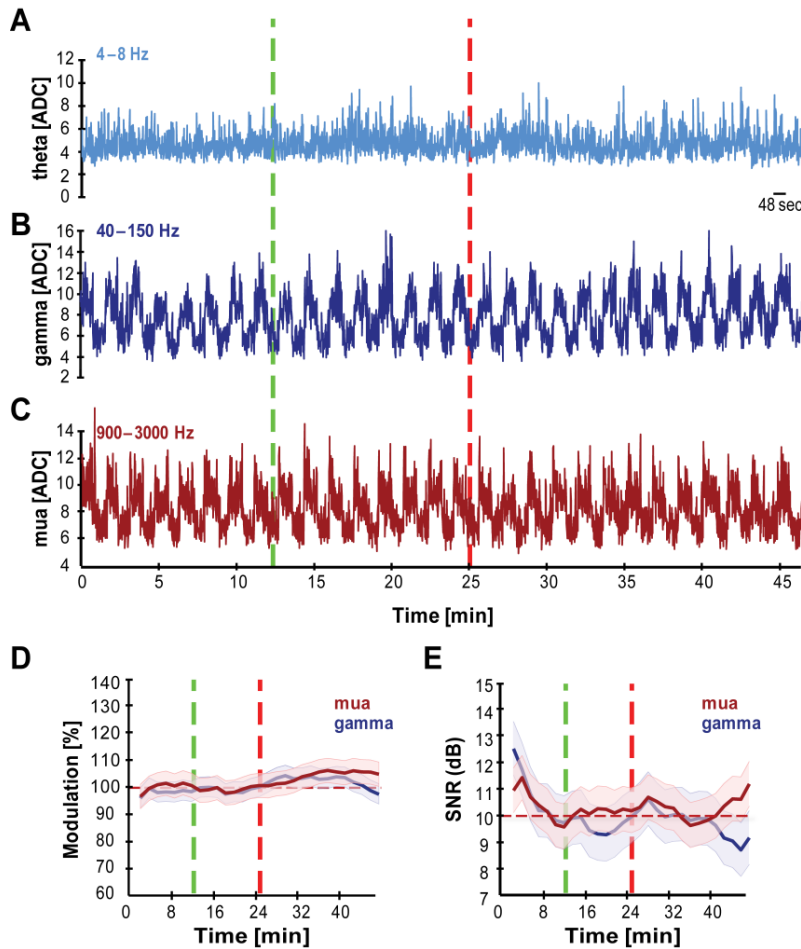 A
4–8 Hz
theta [ADC]
12
10
8
6
4
2
0
48 sec
B
40–150 Hz
gamma [ADC]
16
14
12
10
8
6
4
2
C
900–3000 Hz
mua [ADC]
14
12
10
8
6
4
0 5 10 15 20 25 30 35 40 45
Time [min]
D
Modulation [%]
140
130
120
110
100
90
80
70
60
mua
gamma
0 8 16 24 32 40
Time [min]
E
SNR (dB)
15
14
13
12
11
10
9
8
7
mua
gamma
0 8 16 24 32 40
Time [min]